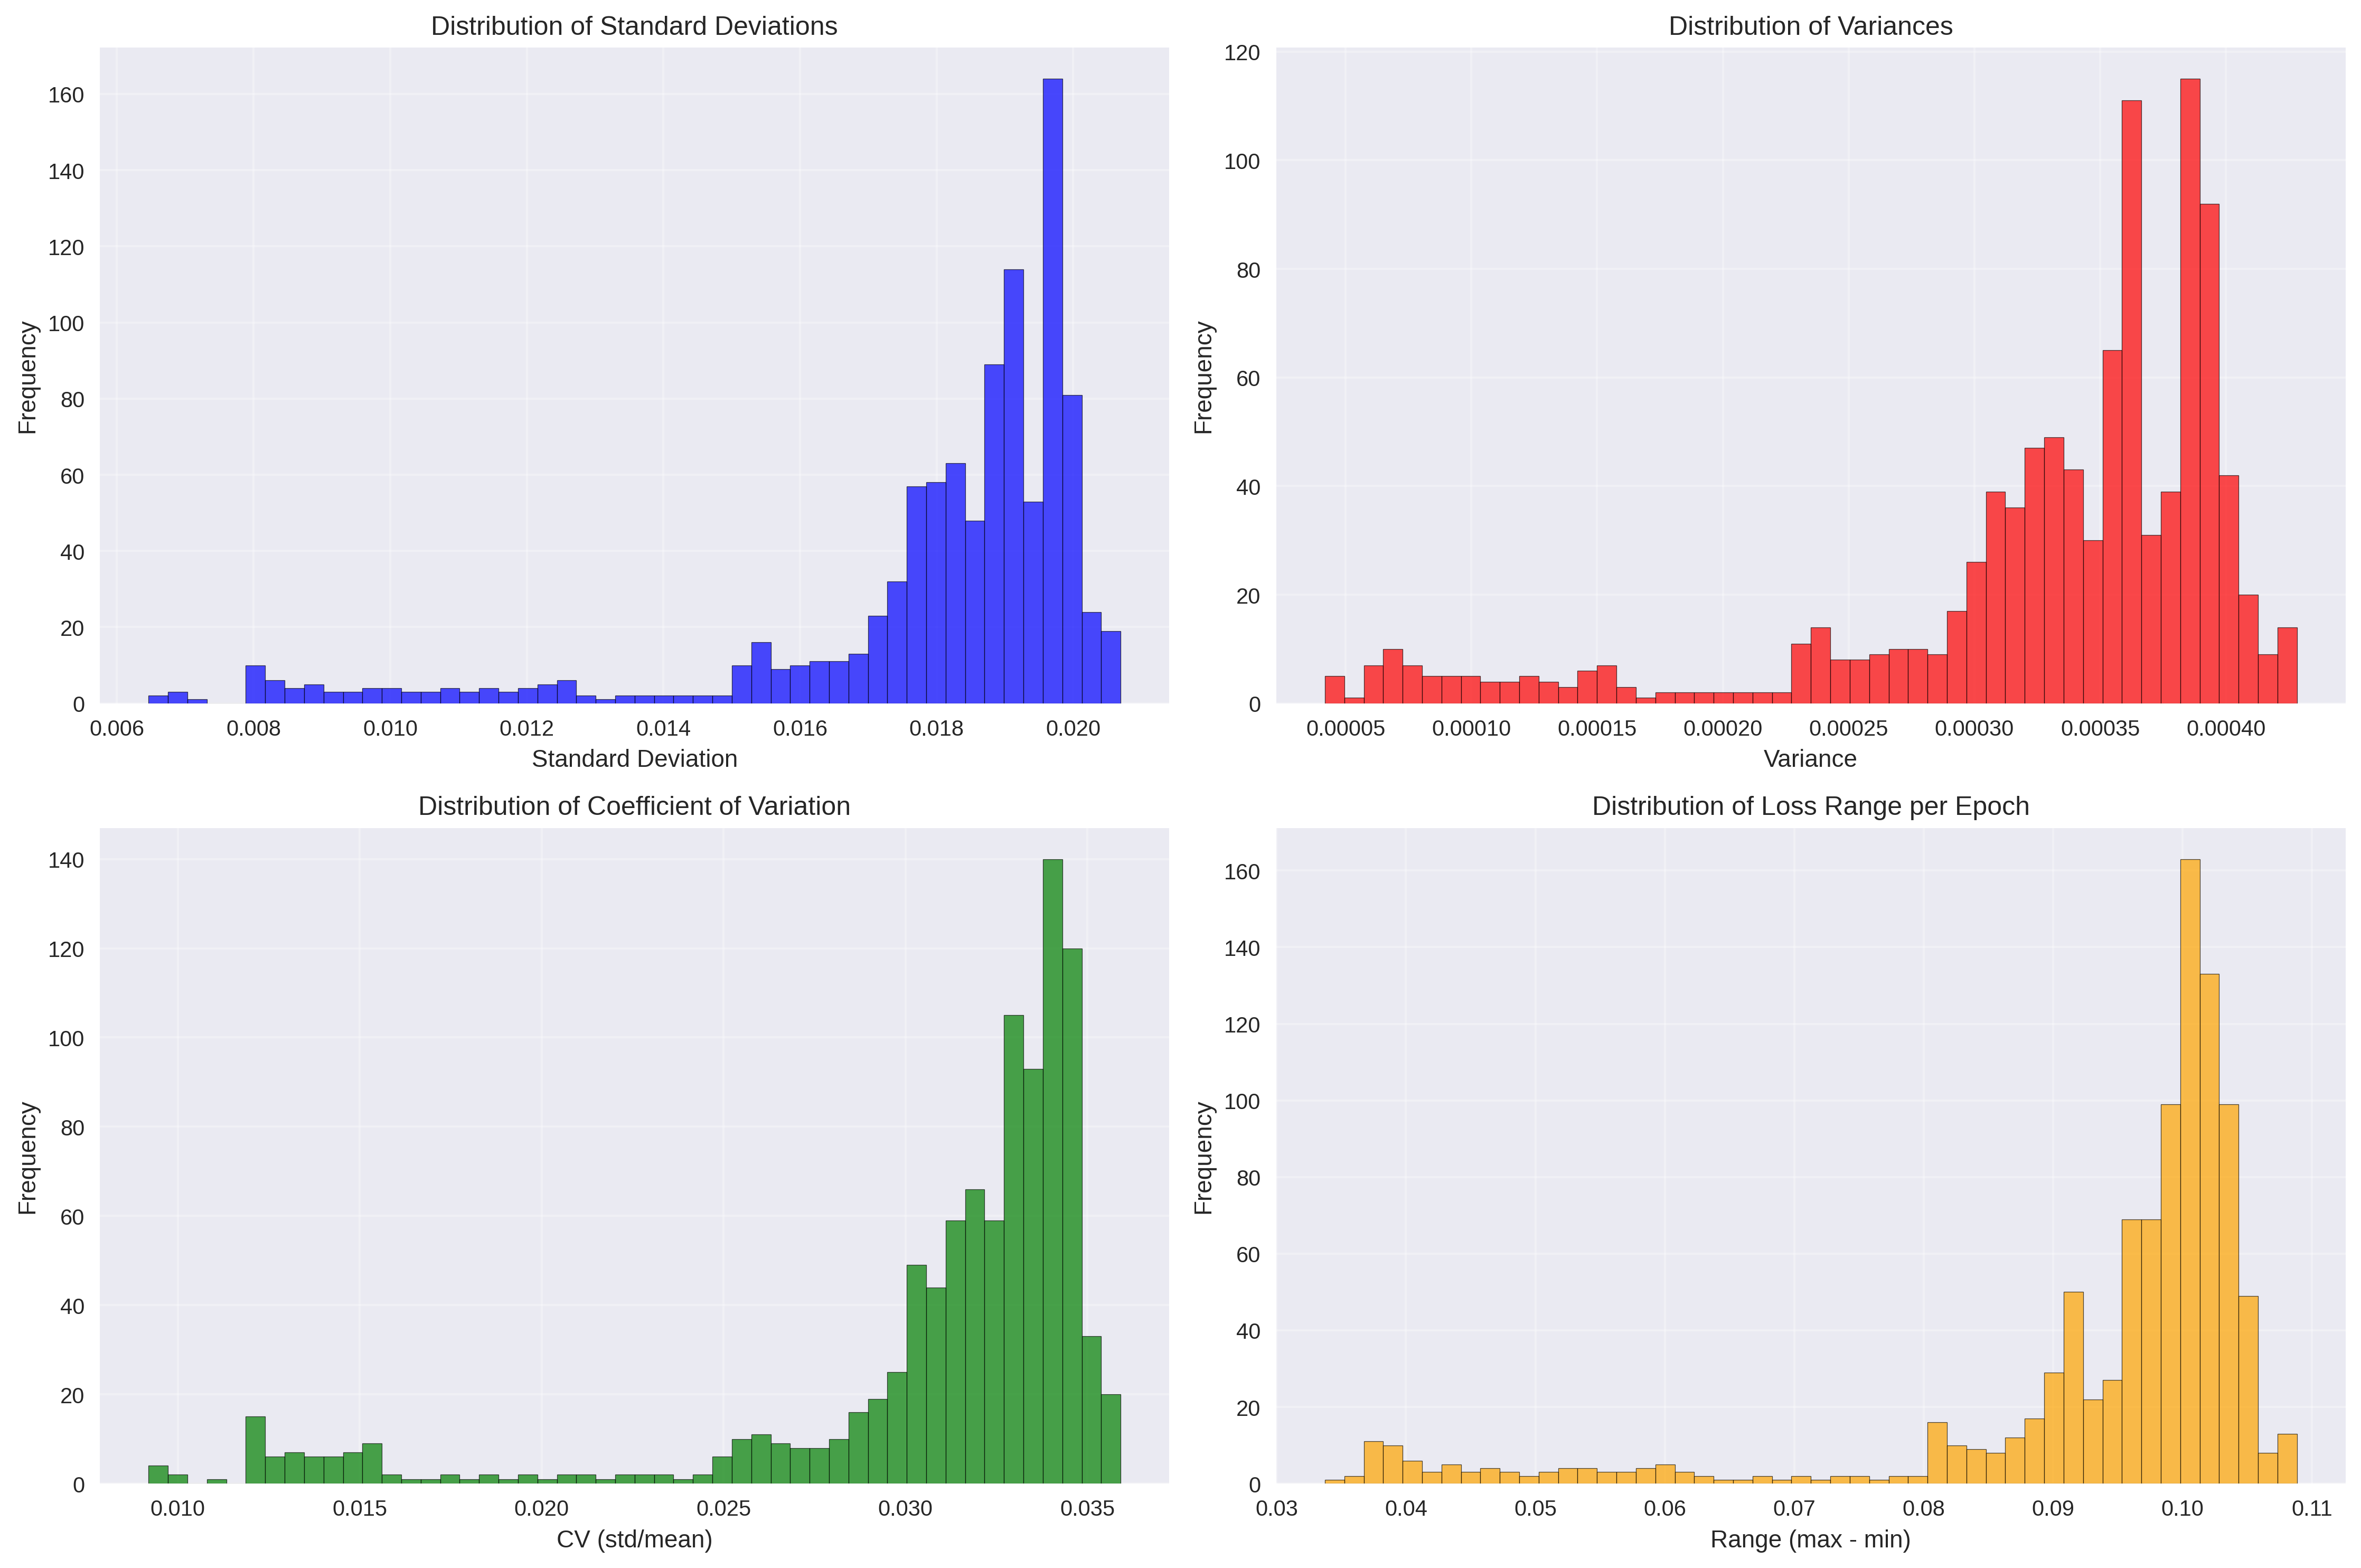 Distribution of Standard Deviations
Frequency
160
140
120
100
80
60
40
20
0
0.006 0.008 0.010 0.012 0.014 0.016 0.018 0.020
Standard Deviation
Distribution of Variances
Frequency
120
100
80
60
40
20
0
0.00005 0.00010 0.00015 0.00020 0.00025 0.00030 0.00035 0.00040
Variance
Distribution of Coefficient of Variation
Frequency
140
120
100
80
60
40
20
0
0.010 0.015 0.020 0.025 0.030 0.035
CV (std/mean)
Distribution of Loss Range per Epoch
Frequency
160
140
120
100
80
60
40
20
0
0.03 0.04 0.05 0.06 0.07 0.08 0.09 0.10 0.11
Range (max - min)